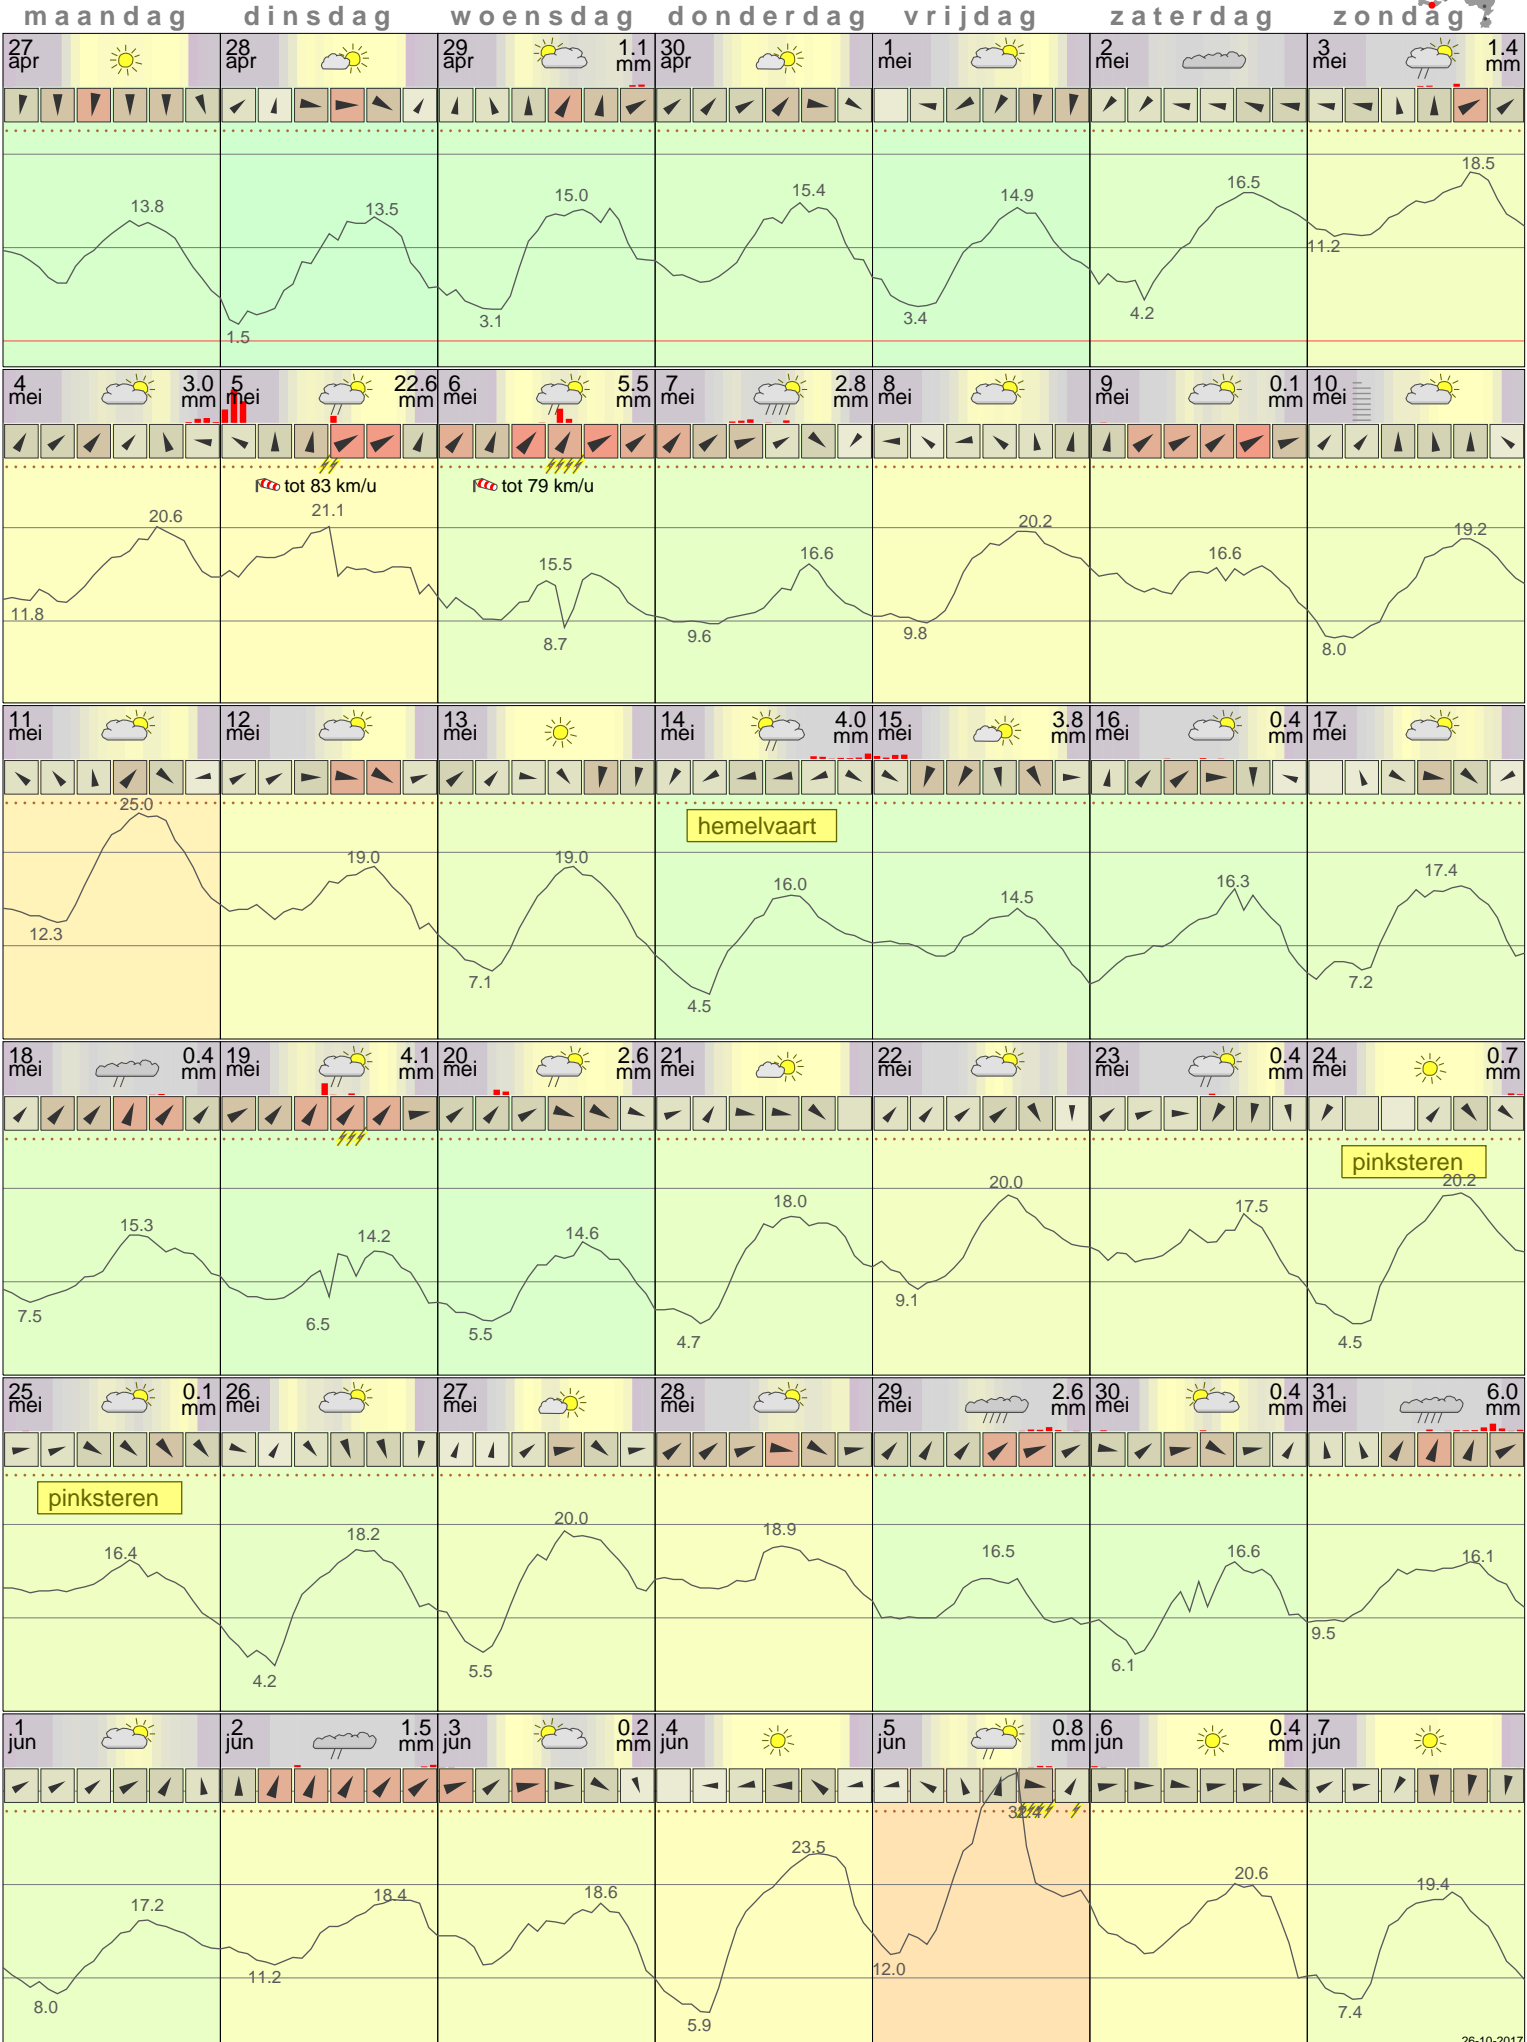 maandag dinsdag woensdag donderdag vrijdag zaterdag zondag
27 apr 28 apr 29 apr 1.1 mm 30 apr 1 mei 2 mei 3 mei 1.4 mm
13.8 1.5 13.5 3.1 15.0 15.4 3.4 14.9 4.2 16.5 11.2 18.5
4 mei 3.0 mm 5 mei 22.6 mm 6 mei 5.5 mm 7 mei 2.8 mm 8 mei 9 mei 0.1 mm 10 mei
tot 83 km/u tot 79 km/u
11.8 20.6 21.1 15.5 8.7 9.6 16.6 9.8 20.2 16.6 8.0 19.2
11 mei 12 mei 13 mei 14 mei 4.0 mm 15 mei 3.8 mm 16 mei 0.4 mm 17 mei
hemelvaart
12.3 25.0 19.0 7.1 19.0 4.5 16.0 14.5 16.3 7.2 17.4
18 mei 0.4 mm 19 mei 4.1 mm 20 mei 2.6 mm 21 mei 22 mei 23 mei 0.4 mm 24 mei 0.7 mm
pinksteren
7.5 15.3 6.5 14.2 5.5 14.6 4.7 18.0 9.1 20.0 17.5 4.5 20.2
25 mei 0.1 mm 26 mei 27 mei 28 mei 29 mei 2.6 mm 30 mei 0.4 mm 31 mei 6.0 mm
pinksteren
16.4 4.2 18.2 5.5 20.0 18.9 16.5 6.1 16.6 9.5 16.1
1 jun 2 jun 1.5 mm 3 jun 0.2 mm 4 jun 5 jun 0.8 mm 6 jun 0.4 mm 7 jun
8.0 17.2 11.2 18.4 18.6 5.9 23.5 12.0 32.4 20.6 7.4 19.4
26-10-2017